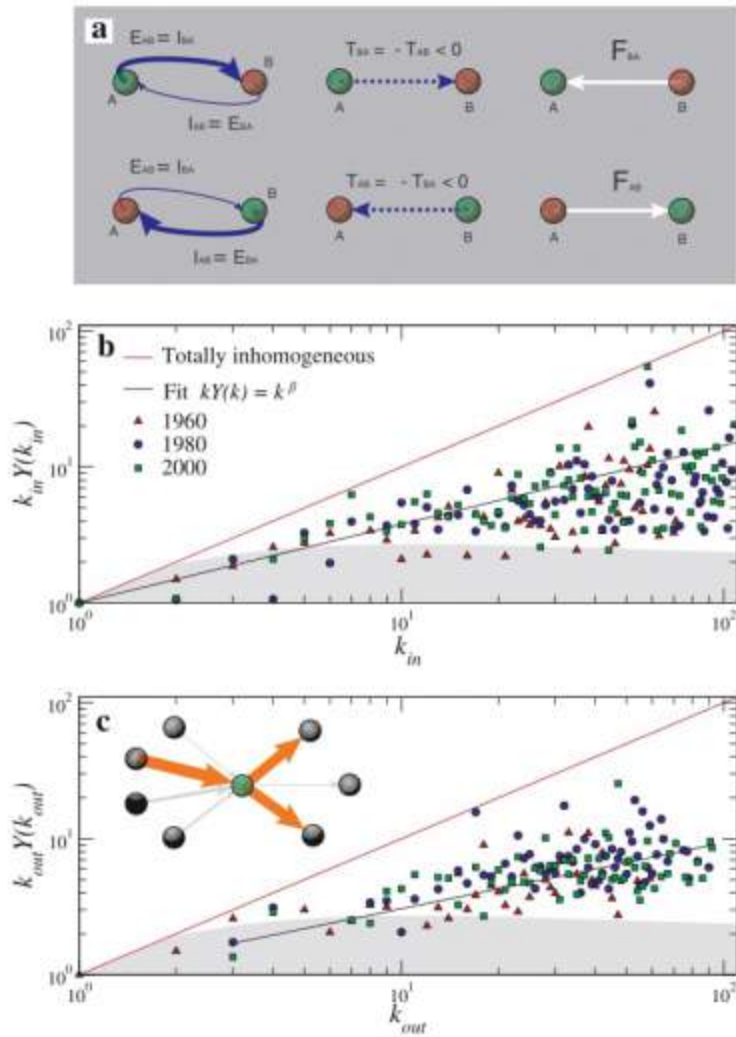 a
E_AB = I_BA
B
A
I_AB = E_BA
T_BA = - T_AB < 0
A
B
F_BA
A
B
E_AB = I_BA
B
A
I_AB = E_BA
T_AB = - T_BA < 0
A
B
F_AB
A
B
b
Totally inhomogeneous
Fit kY(k) = k^β
1960
1980
2000
10^2
10^1
10^0
k_in Y(k_in)
10^0
10^1
10^2
k_in
c
10^2
10^1
10^0
k_out Y(k_out)
10^0
10^1
10^2
k_out